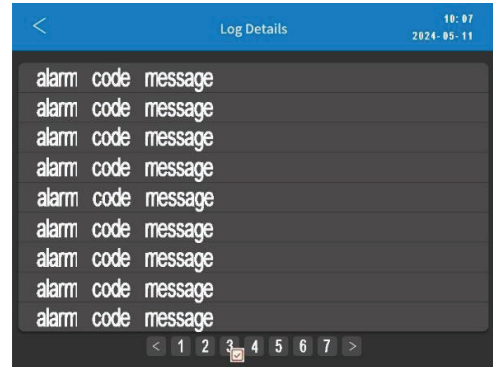 < Log Details 10:07
2024-05-11
alarm code message
alarm code message
alarm code message
alarm code message
alarm code message
alarm code message
alarm code message
alarm code message
alarm code message
< 1 2 3 4 5 6 7 >